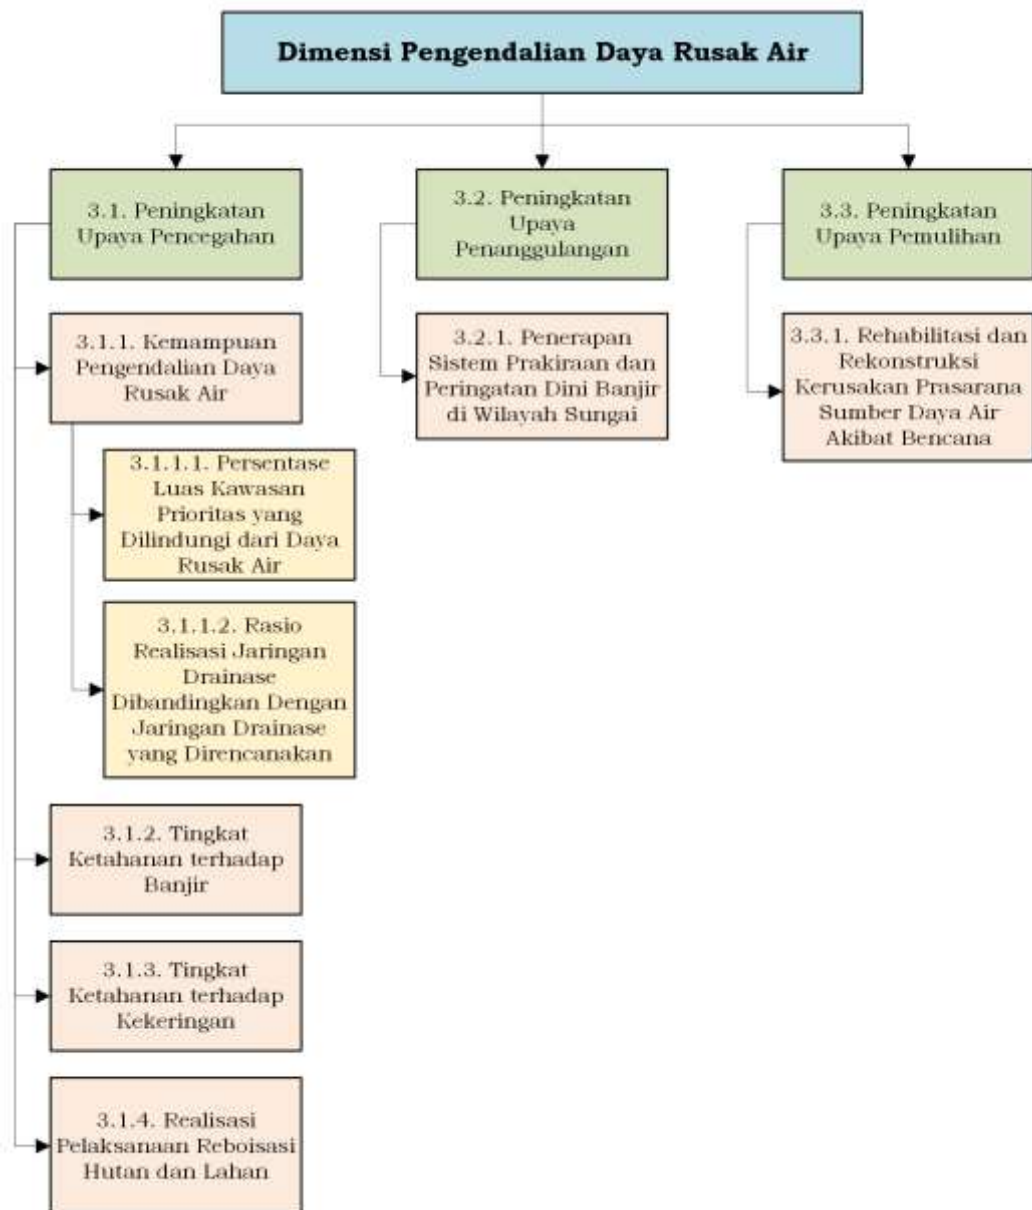 Dimensi Pengendalian Daya Rusak Air
3.1. Peningkatan
Upaya Pencegahan
3.2. Peningkatan
Upaya
Penanggulangan
3.3. Peningkatan
Upaya Pemulihan
3.1.1. Kemampuan
Pengendalian Daya
Rusak Air
3.2.1. Penerapan
Sistem Prakiraan dan
Peringatan Dini Banjir
di Wilayah Sungai
3.3.1. Rehabilitasi dan
Rekonstruksi
Kerusakan Prasarana
Sumber Daya Air
Akibat Bencana
3.1.1.1. Persentase
Luas Kawasan
Prioritas yang
Dilindungi dari Daya
Rusak Air
3.1.1.2. Rasio
Realisasi Jaringan
Drainase
Dibandingkan Dengan
Jaringan Drainase
yang Direncanakan
3.1.2. Tingkat
Ketahanan terhadap
Banjir
3.1.3. Tingkat
Ketahanan terhadap
Kekeringan
3.1.4. Realisasi
Pelaksanaan Reboisasi
Hutan dan Lahan